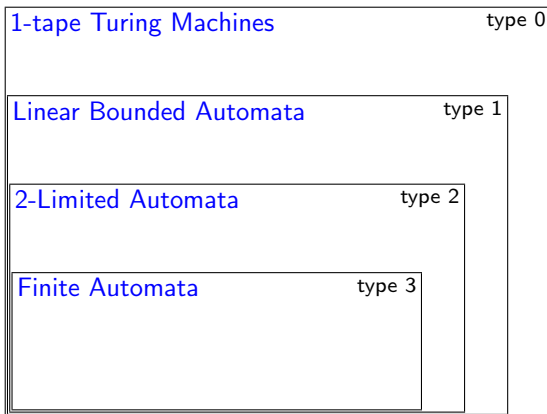 1-tape Turing Machines type 0
Linear Bounded Automata type 1
2-Limited Automata type 2
Finite Automata type 3